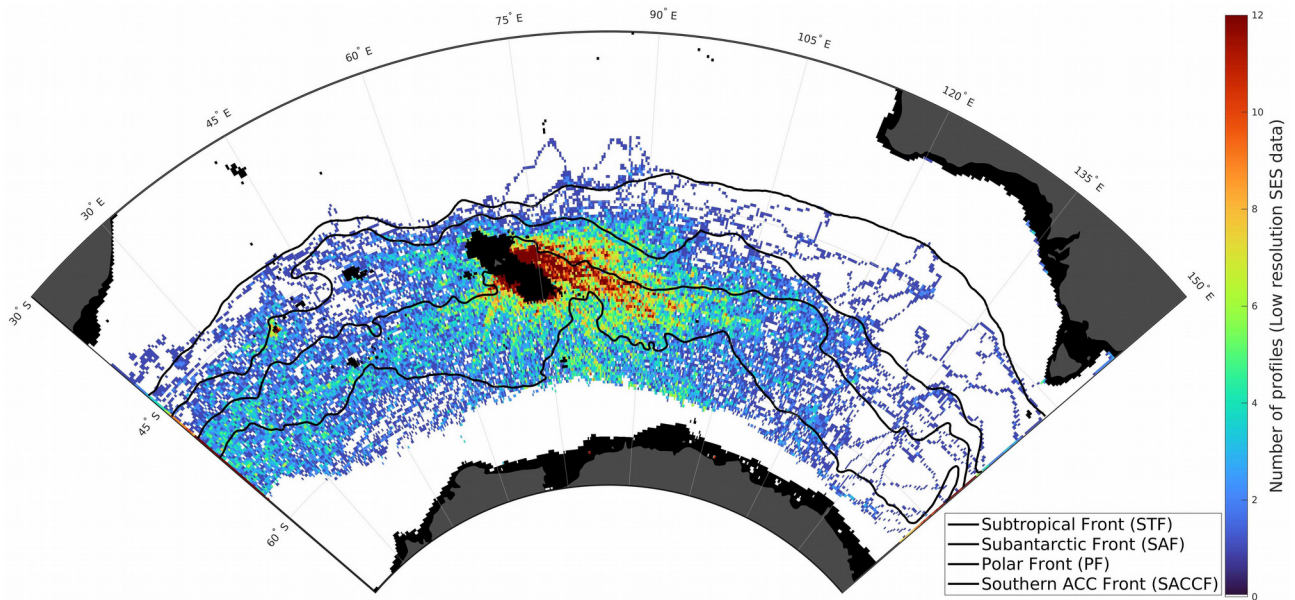 30° S
30° E
45° E
60° E
75° E
90° E
105° E
120° E
135° E
150° E
45° S
60° S
12
10
8
6
4
2
0
Number of profiles (Low resolution SES data)
Subtropical Front (STF)
Subantarctic Front (SAF)
Polar Front (PF)
Southern ACC Front (SACCF)